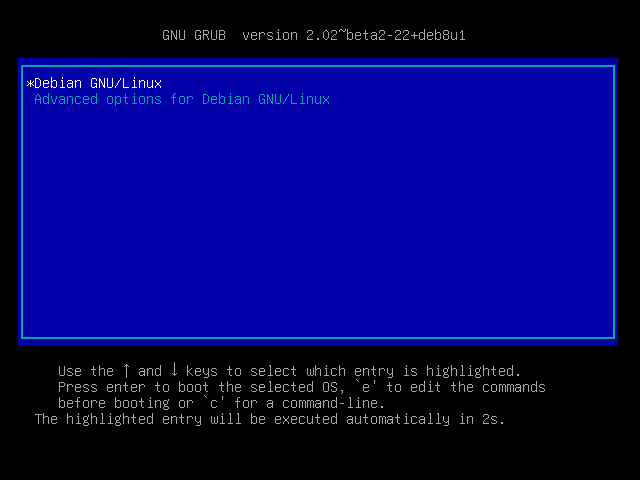 GNU GRUB  version 2.02~beta2-22+deb8u1
*Debian GNU/Linux
Advanced options for Debian GNU/Linux
Use the ↑ and ↓ keys to select which entry is highlighted.
Press enter to boot the selected OS, `e' to edit the commands
before booting or `c' for a command-line.
The highlighted entry will be executed automatically in 2s.